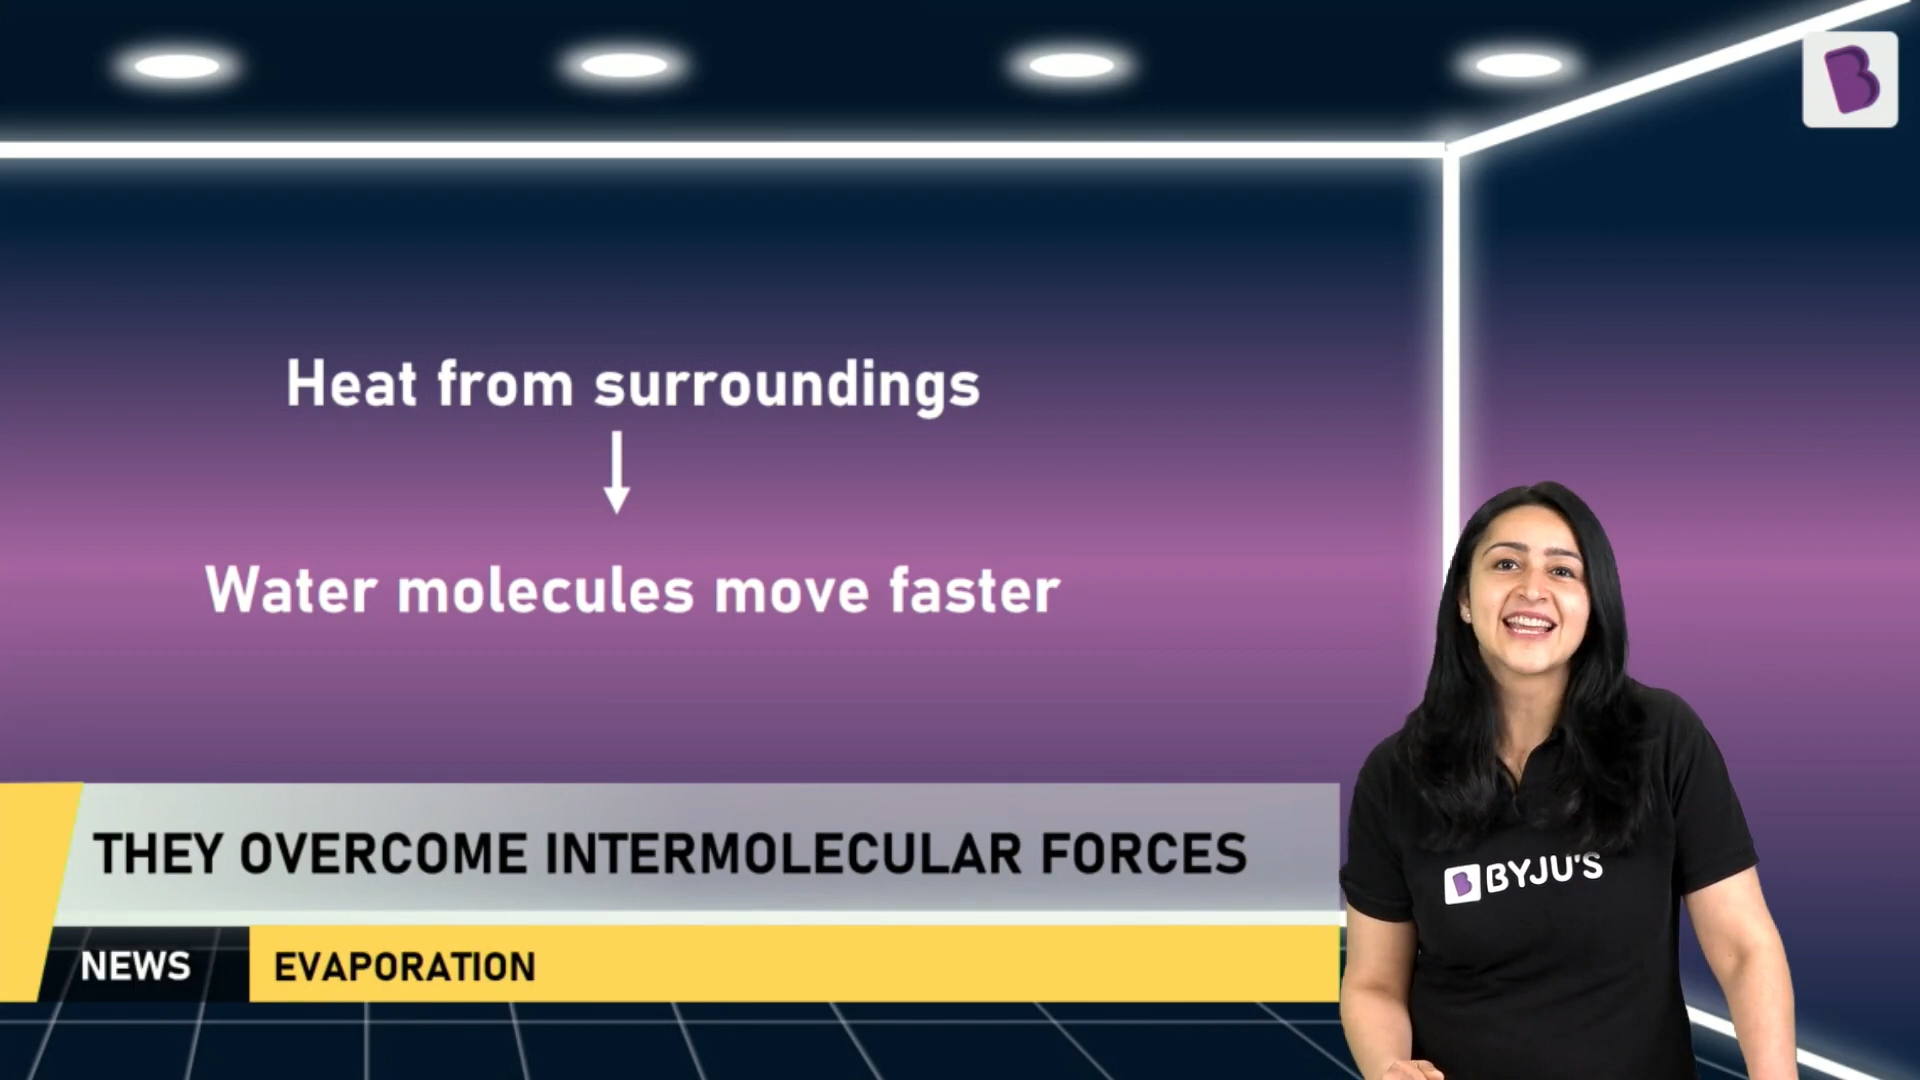 Heat from surroundings
Water molecules move faster
THEY OVERCOME INTERMOLECULAR FORCES
NEWS EVAPORATION
B BYJU'S
B